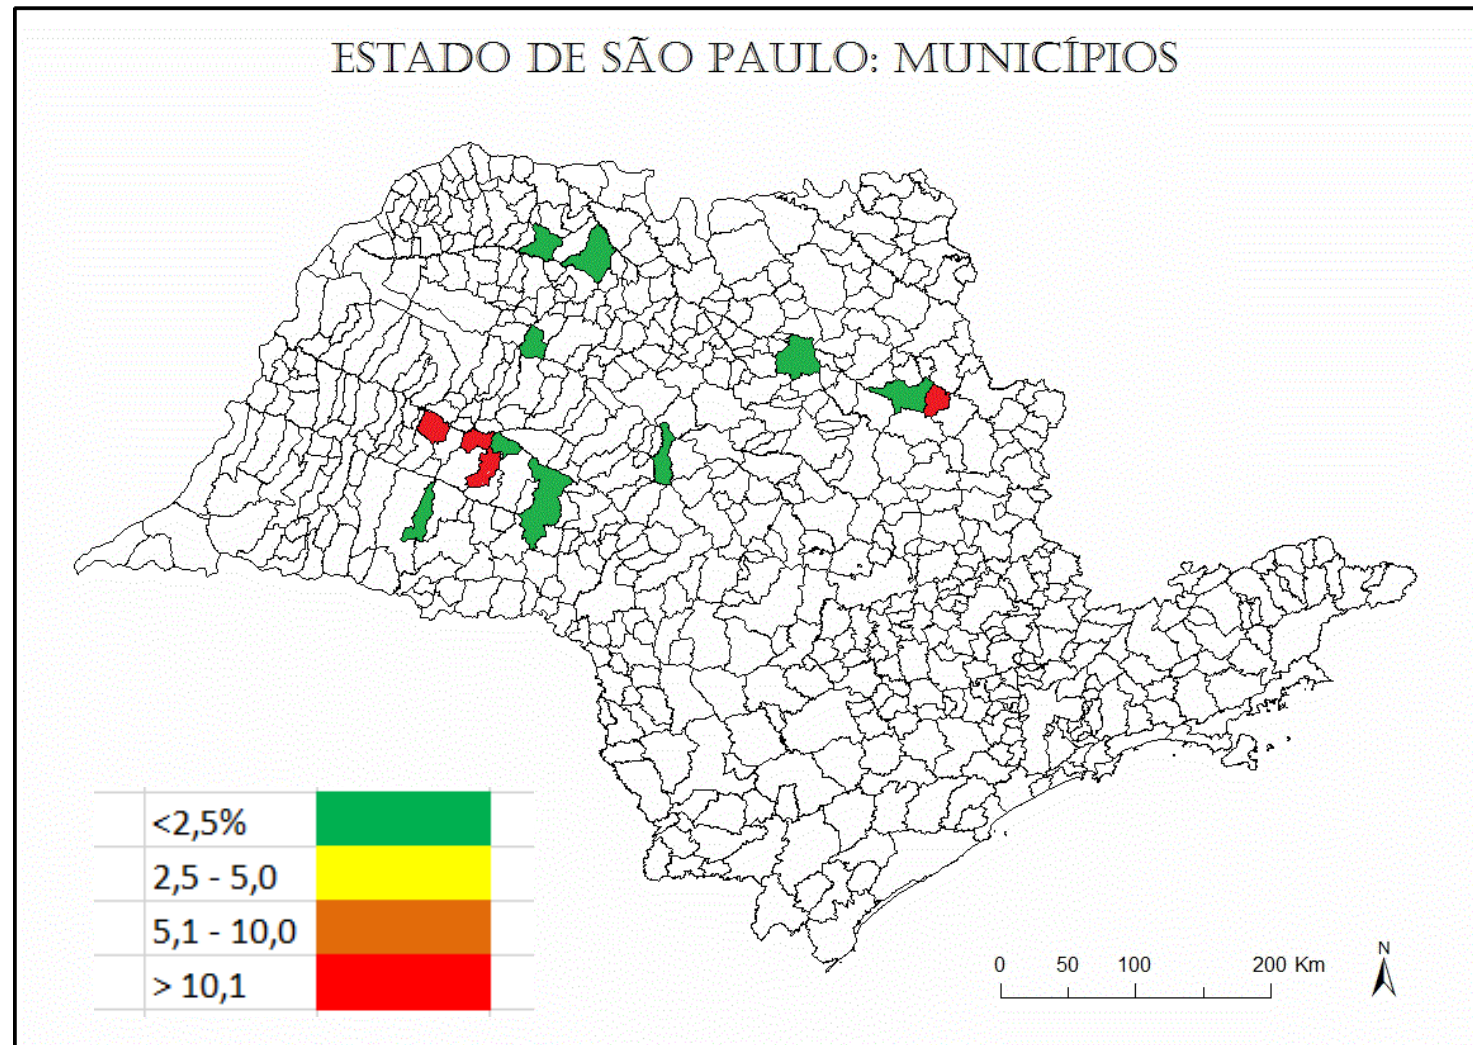 ESTADO DE SÃO PAULO: MUNICÍPIOS
<2,5%
2,5 - 5,0
5,1 - 10,0
> 10,1
0 50 100 200 Km
N